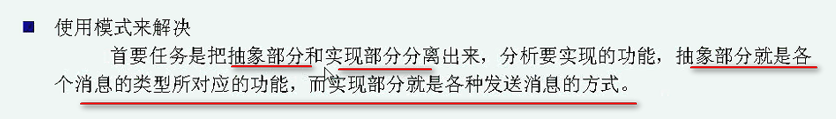 使用模式来解决
首要任务是把抽象部分和实现部分分离出来，分析要实现的功能，抽象部分就是各
个消息的类型所对应的功能，而实现部分就是各种发送消息的方式。